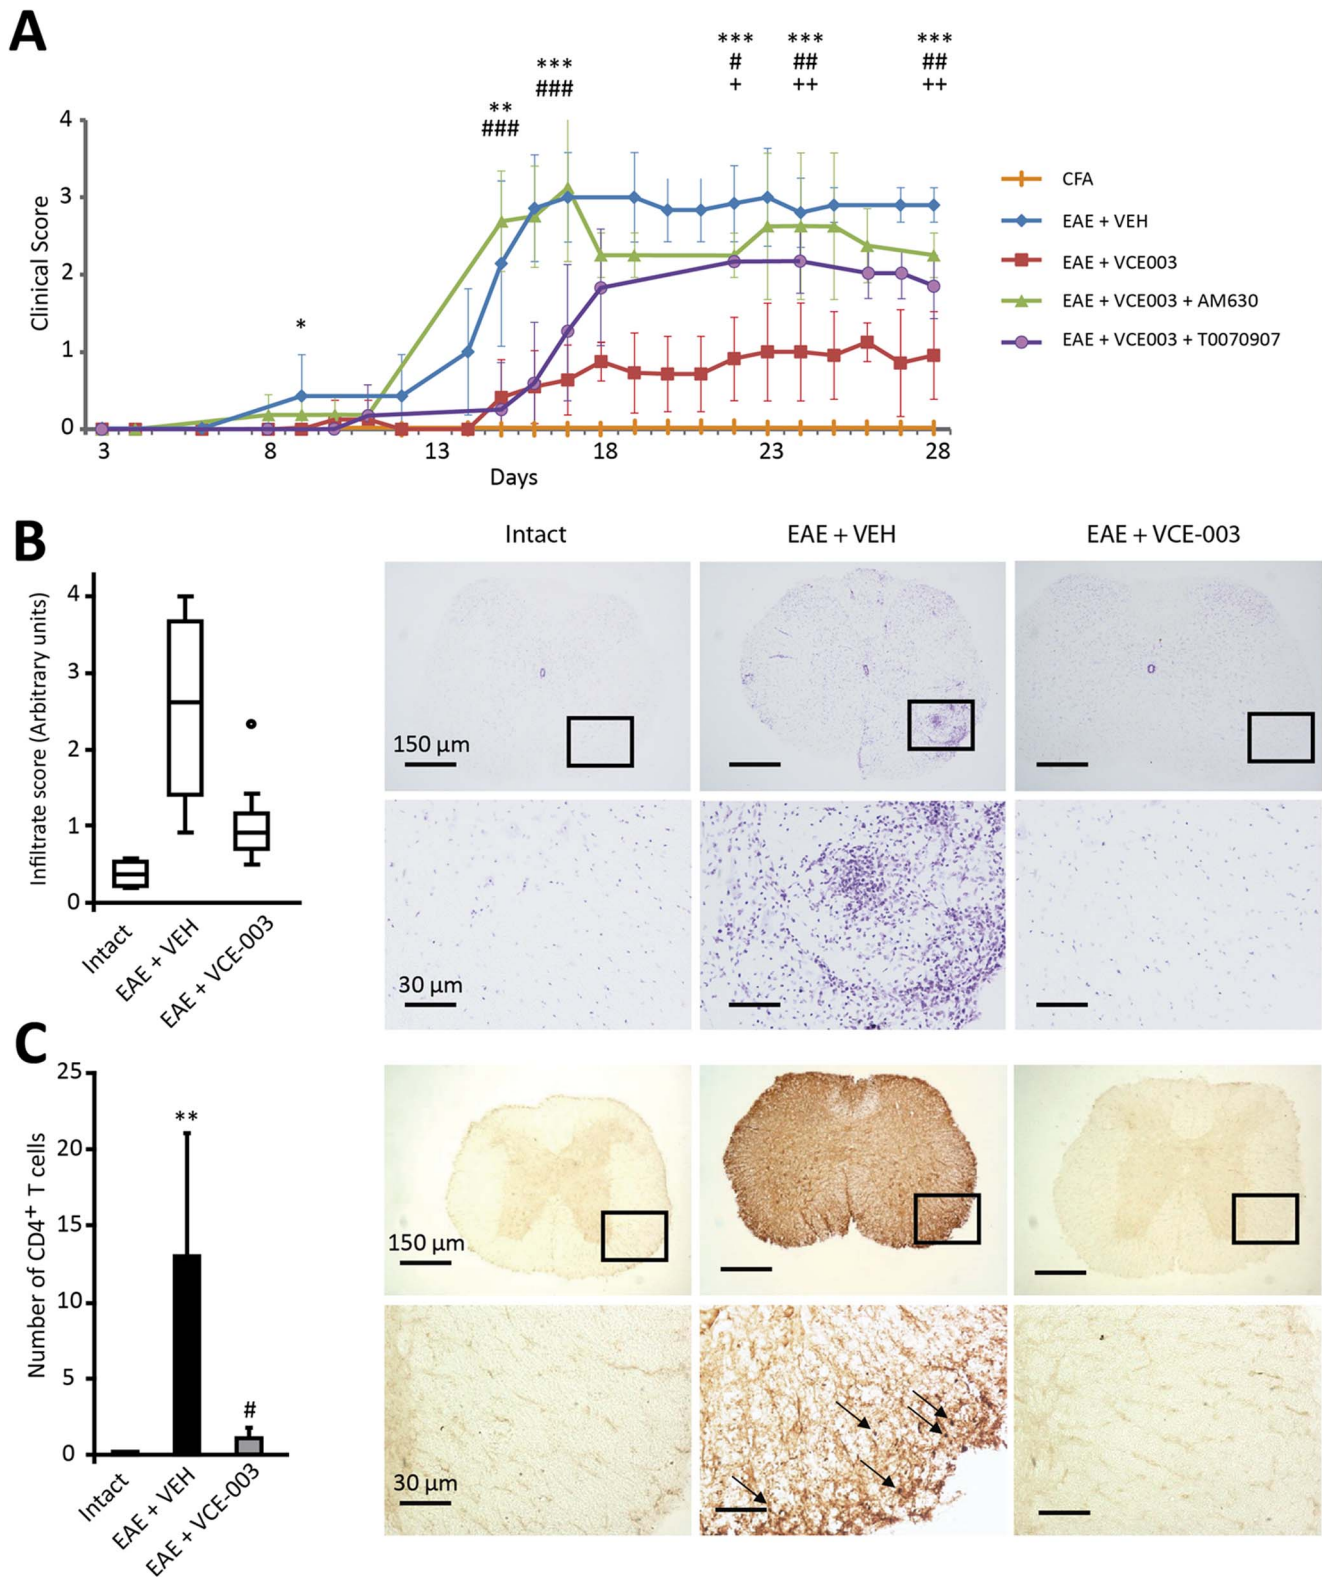 A
***
###
**
###
***
#
+
***
##
++
***
##
++
*
4
3
2
1
0
Clinical Score
3
8
13
18
23
28
Days
CFA
EAE + VEH
EAE + VCE003
EAE + VCE003 + AM630
EAE + VCE003 + T0070907
B
4
3
2
1
0
Infiltrate score (Arbitrary units)
Intact
EAE + VEH
EAE + VCE-003
Intact
EAE + VEH
EAE + VCE-003
150 µm
30 µm
C
25
20
15
10
5
0
Number of CD4+ T cells
**
#
Intact
EAE + VEH
EAE + VCE-003
150 µm
30 µm